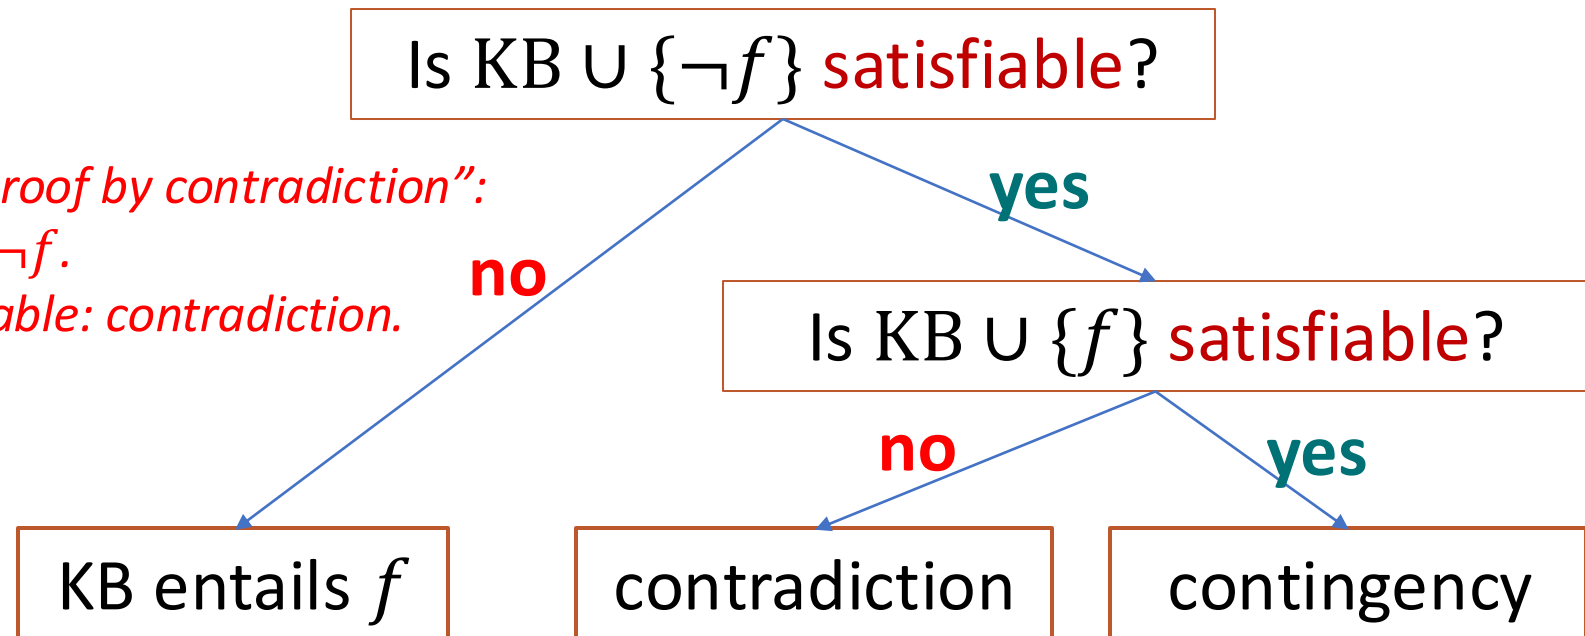 Is KB ∪ {¬f} satisfiable?
roof by contradiction”:
yes
¬f.
no
able: contradiction.
Is KB ∪ {f} satisfiable?
no
yes
KB entails f
contradiction
contingency